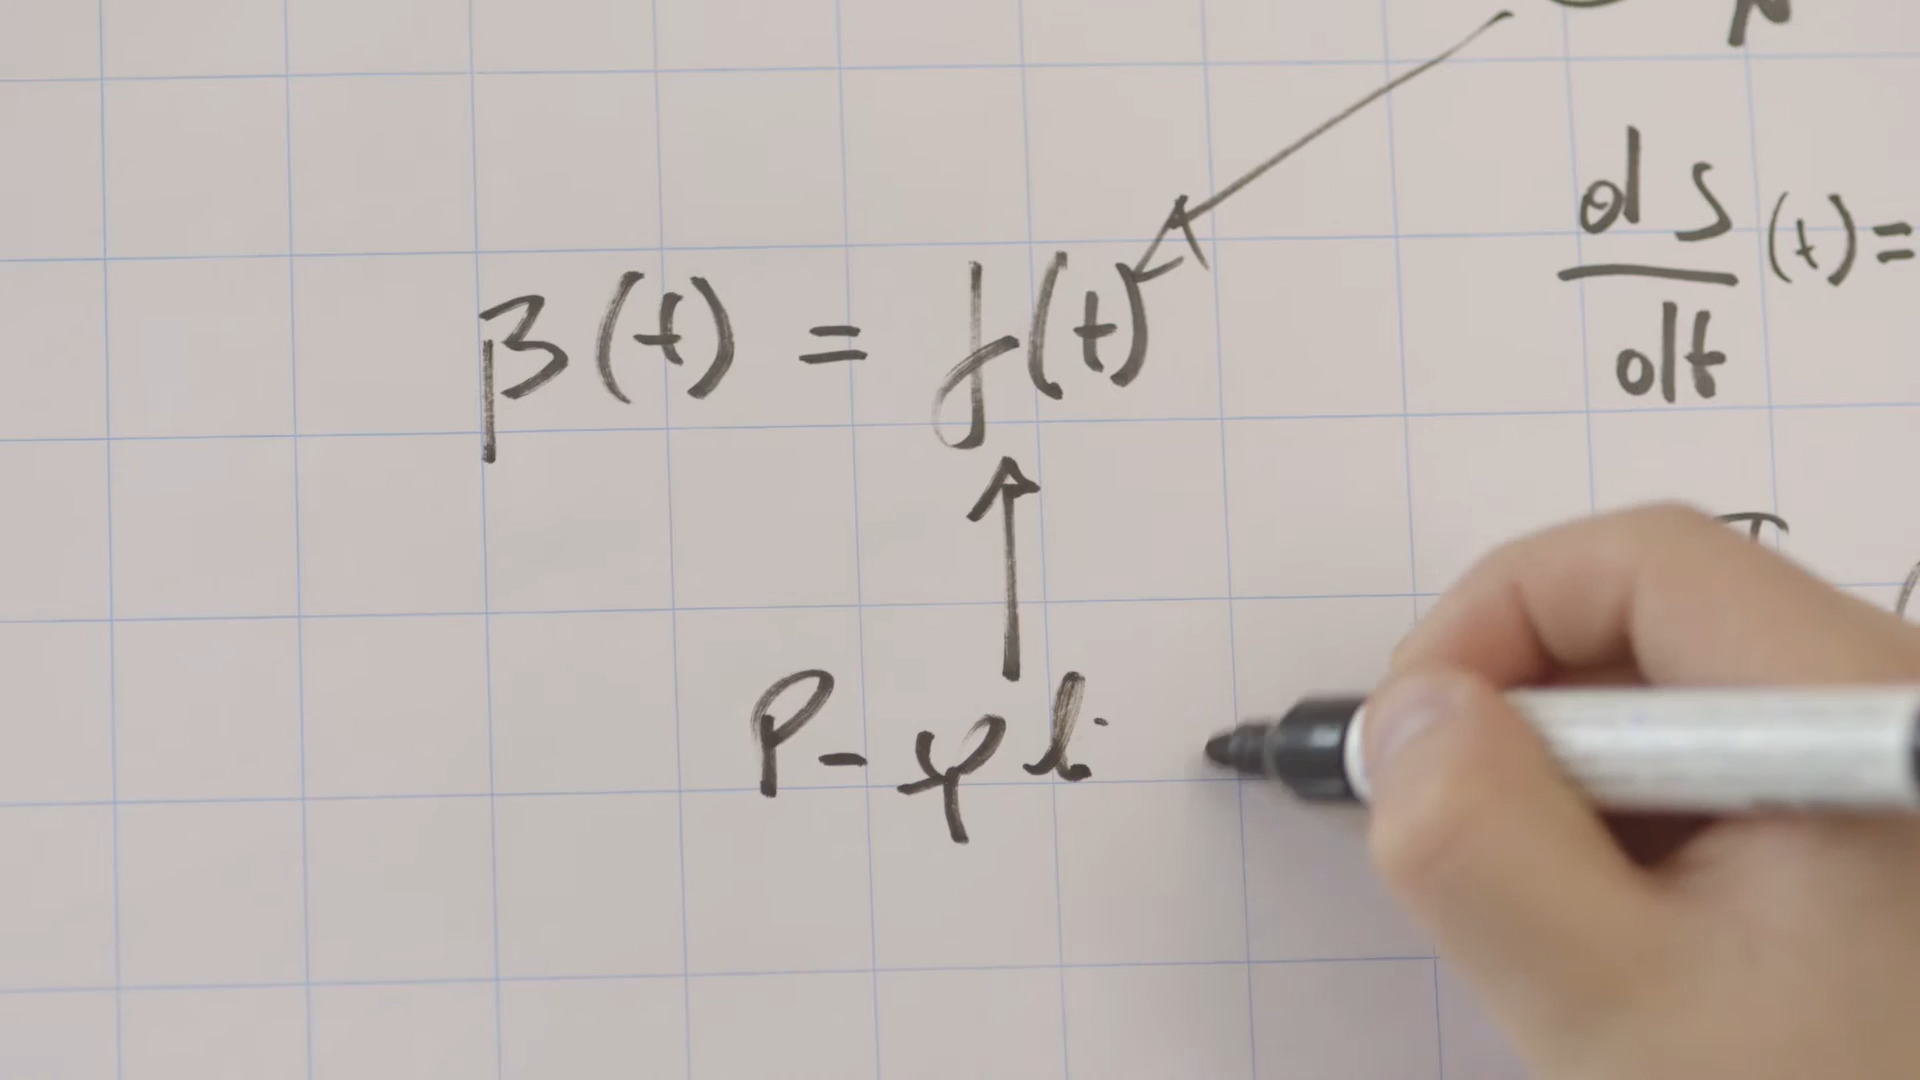 β(t) = f(t)
dS
dt
(t)=
P-φl